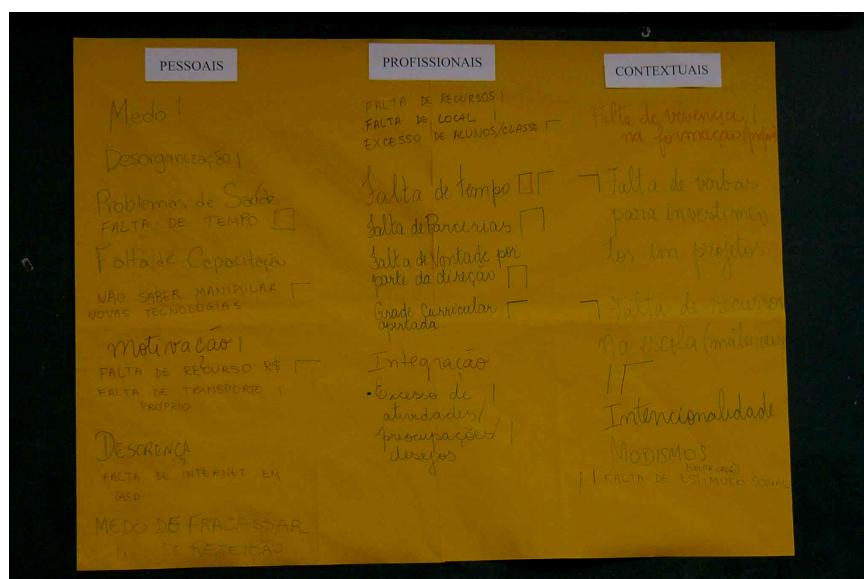 PESSOAIS
Medo
Desorganização
Problemas de Saúde
FALTA DE TEMPO
Falta de Capacitação
NÃO SABER MANIPULAR
NOVAS TECNOLOGIAS
Motivação
FALTA DE RECURSO R$
FALTA DE TRANSPORTE
PRÓPRIO
DESCRENÇA
FALTA DE INTERNET EM
CASA
MEDO DE FRACASSAR
DE REJEIÇÃO
PROFISSIONAIS
FALTA DE RECURSOS
FALTA DE LOCAL
EXCESSO DE ALUNOS/CLASSE
Falta de tempo
Falta de Parcerias
Falta de Vontade por
parte da direção
Grade Curricular
apertada
Integração
• Excesso de
atividades/
preocupações/
desejos
CONTEXTUAIS
Falta de vivência
na formação
Falta de verbas
para investimen
tos em projetos
Falta de recursos
na escola (materiais)
Intencionalidade
MODISMOS
FALTA DE ESTÍMULO SOCIAL